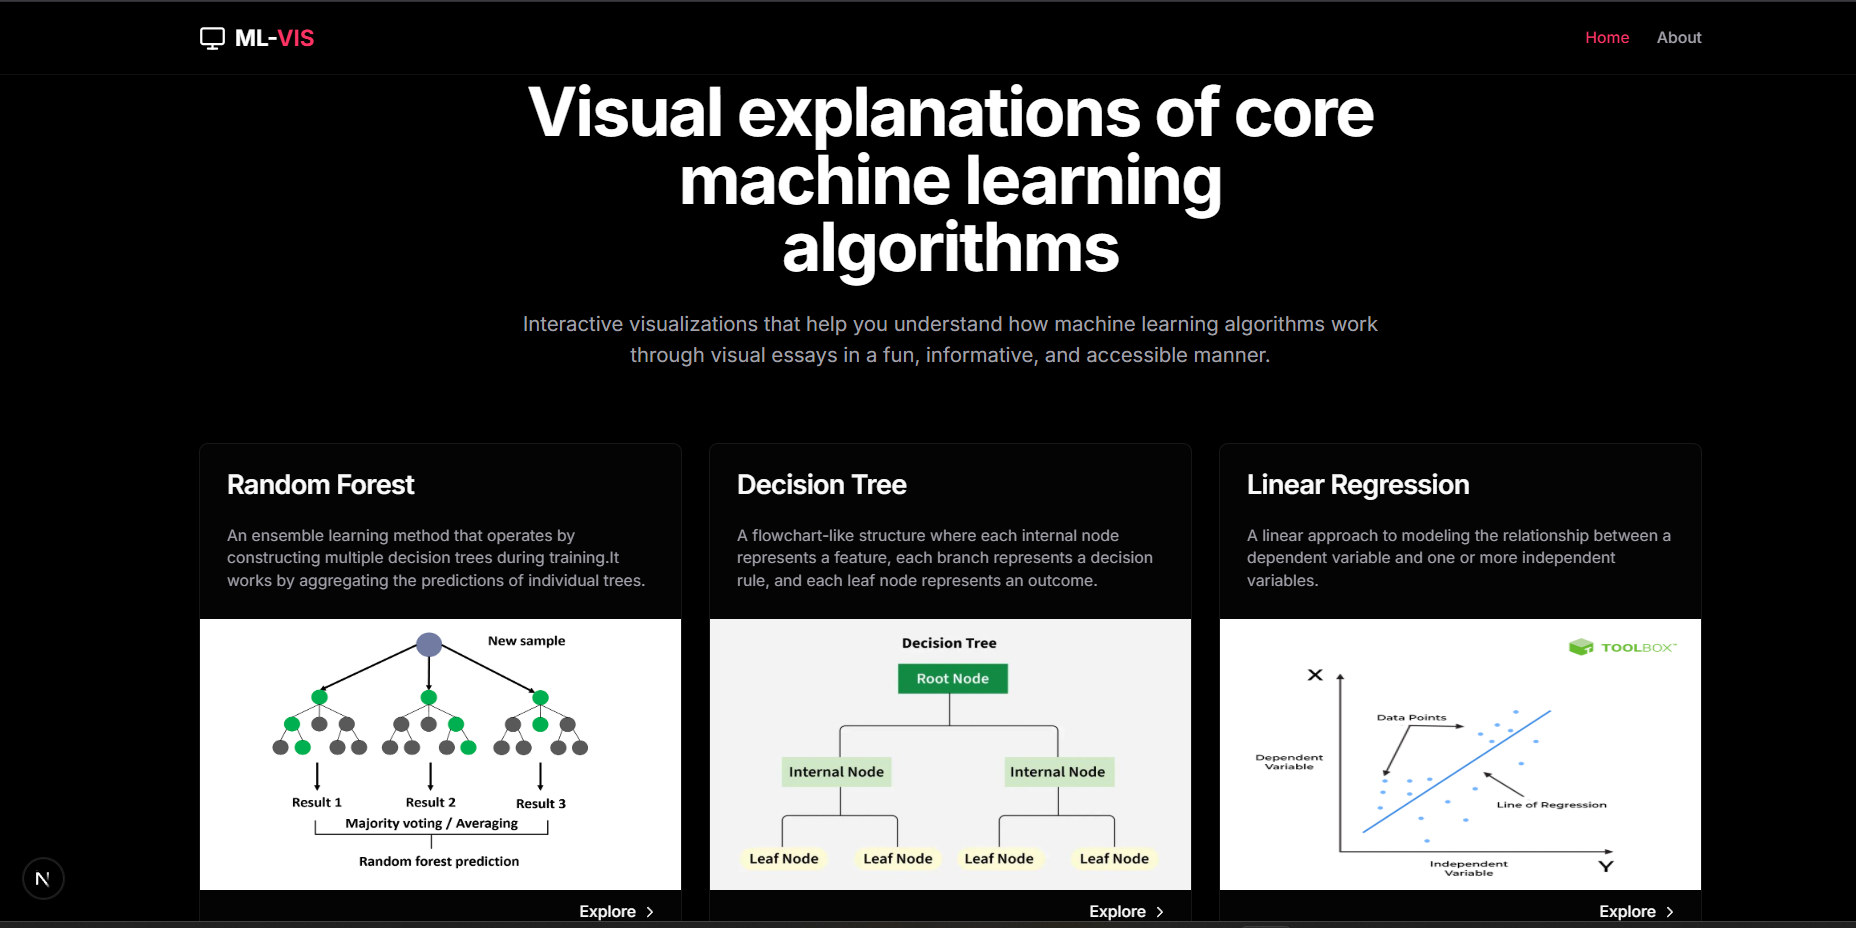 ML-VIS
Home
About
Visual explanations of core
machine learning
algorithms
Interactive visualizations that help you understand how machine learning algorithms work
through visual essays in a fun, informative, and accessible manner.
Random Forest
An ensemble learning method that operates by
constructing multiple decision trees during training.It
works by aggregating the predictions of individual trees.
New sample
Result 1
Result 2
Result 3
Majority voting / Averaging
Random forest prediction
Explore
Decision Tree
A flowchart-like structure where each internal node
represents a feature, each branch represents a decision
rule, and each leaf node represents an outcome.
Decision Tree
Root Node
Internal Node
Internal Node
Leaf Node
Leaf Node
Leaf Node
Leaf Node
Explore
Linear Regression
A linear approach to modeling the relationship between a
dependent variable and one or more independent
variables.
TOOLBOX™
X
Data Points
Dependent
Variable
Line of Regression
Independent
Variable
Y
Explore
N